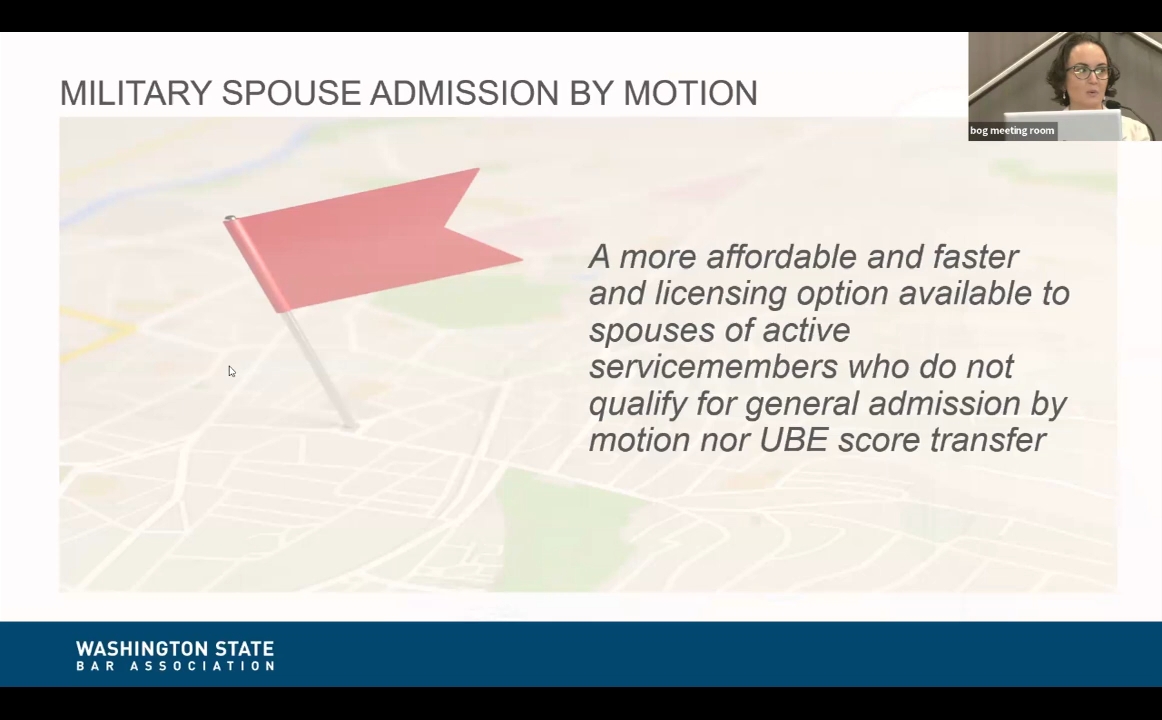 MILITARY SPOUSE ADMISSION BY MOTION
bog meeting room
A more affordable and faster
and licensing option available to
spouses of active
servicemembers who do not
qualify for general admission by
motion nor UBE score transfer
WASHINGTON STATE
BAR ASSOCIATION